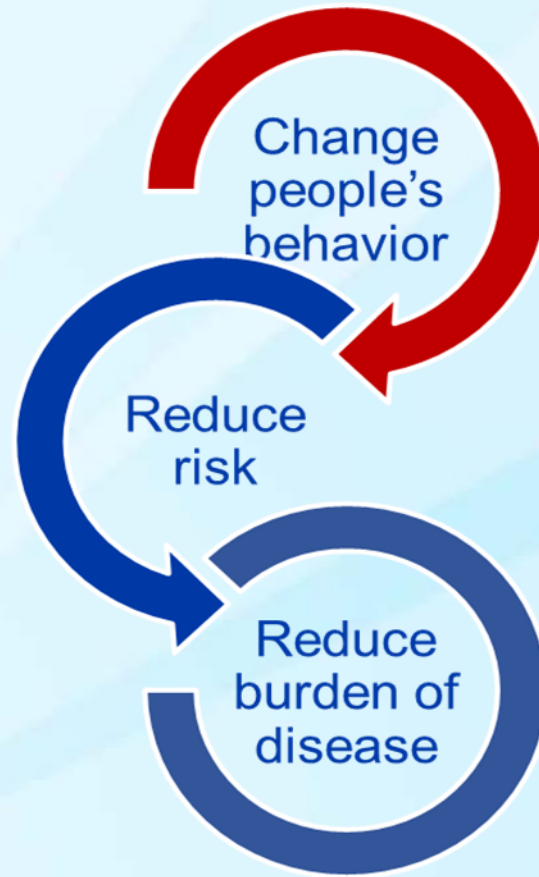 Change
people’s
behavior
Reduce
risk
Reduce
burden of
disease